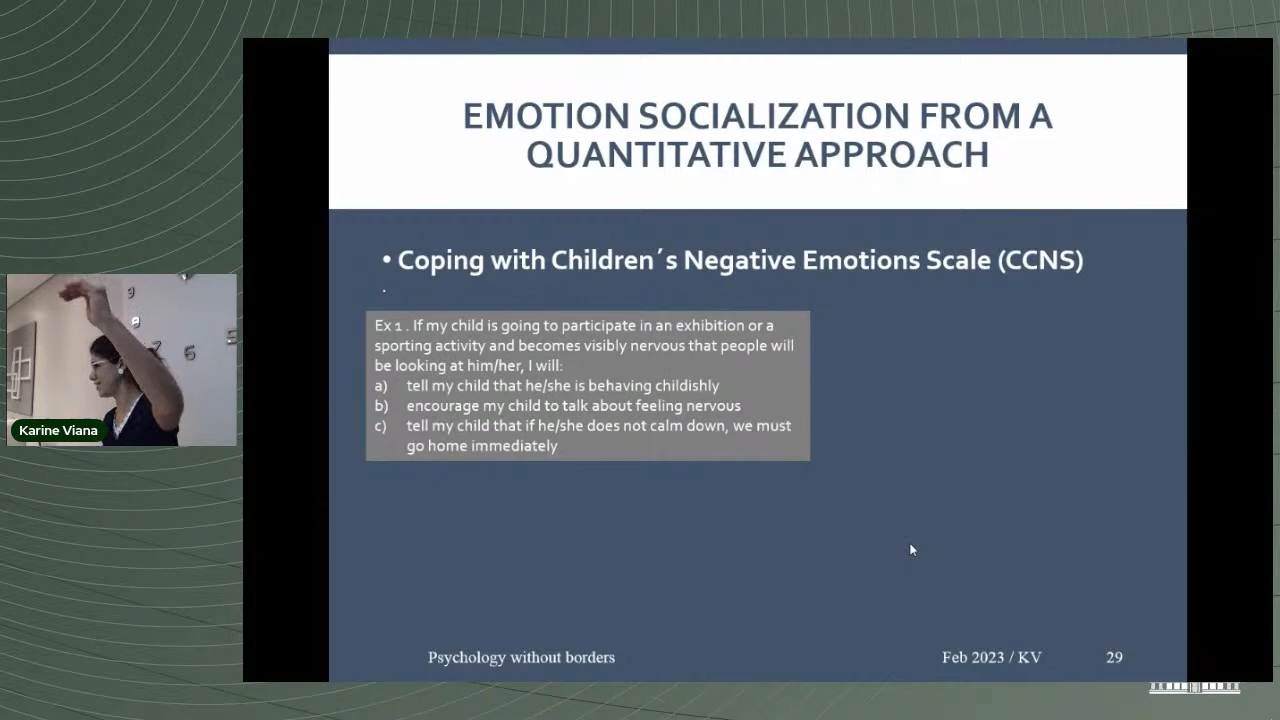 EMOTION SOCIALIZATION FROM A
QUANTITATIVE APPROACH
• Coping with Children´s Negative Emotions Scale (CCNS)
.
Ex 1 . If my child is going to participate in an exhibition or a
sporting activity and becomes visibly nervous that people will
be looking at him/her, I will:
a) tell my child that he/she is behaving childishly
b) encourage my child to talk about feeling nervous
c) tell my child that if he/she does not calm down, we must
go home immediately
9
8
7
6
Karine Viana
Psychology without borders
Feb 2023 / KV
29